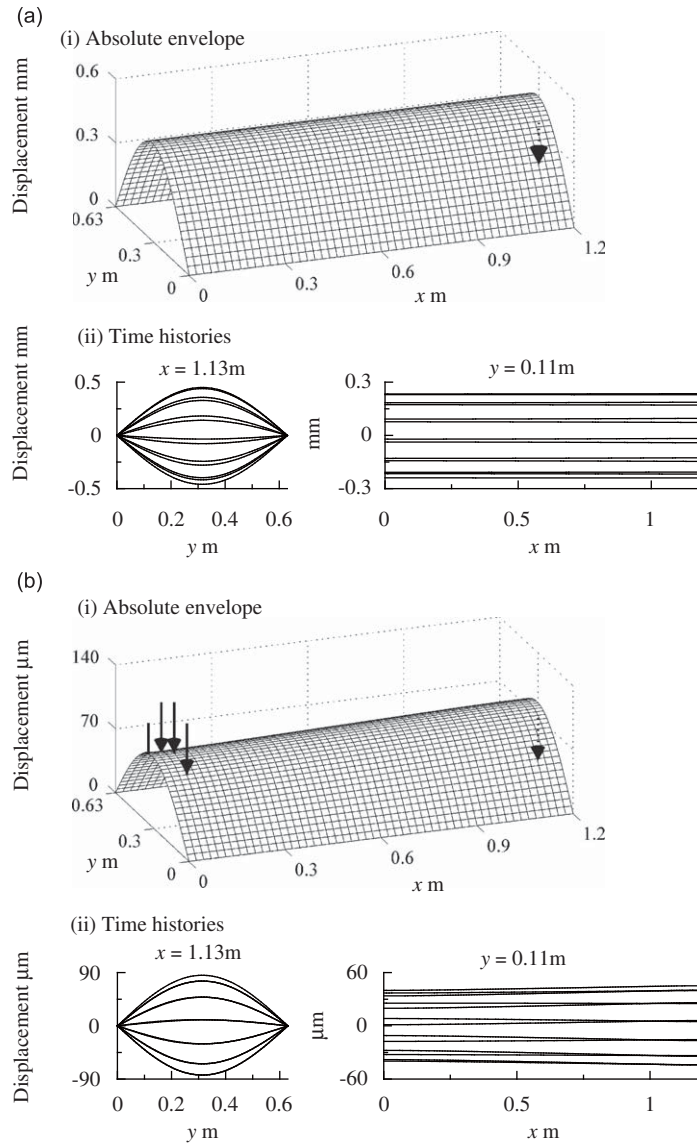 (a)
(i) Absolute envelope
Displacement mm
0.6
0.3
0
0.63
0.3
0
y m
0
0.3
0.6
0.9
1.2
x m
(ii) Time histories
Displacement mm
x = 1.13m
0.5
0
-0.5
0
0.2
0.4
0.6
y m
y = 0.11m
mm
0.3
0
-0.3
0
0.5
1
x m
(b)
(i) Absolute envelope
Displacement μm
140
70
0
0.63
0.3
0
y m
0
0.3
0.6
0.9
1.2
x m
(ii) Time histories
Displacement μm
x = 1.13m
90
0
-90
0
0.2
0.4
0.6
y m
y = 0.11m
μm
60
0
-60
0
0.5
1
x m